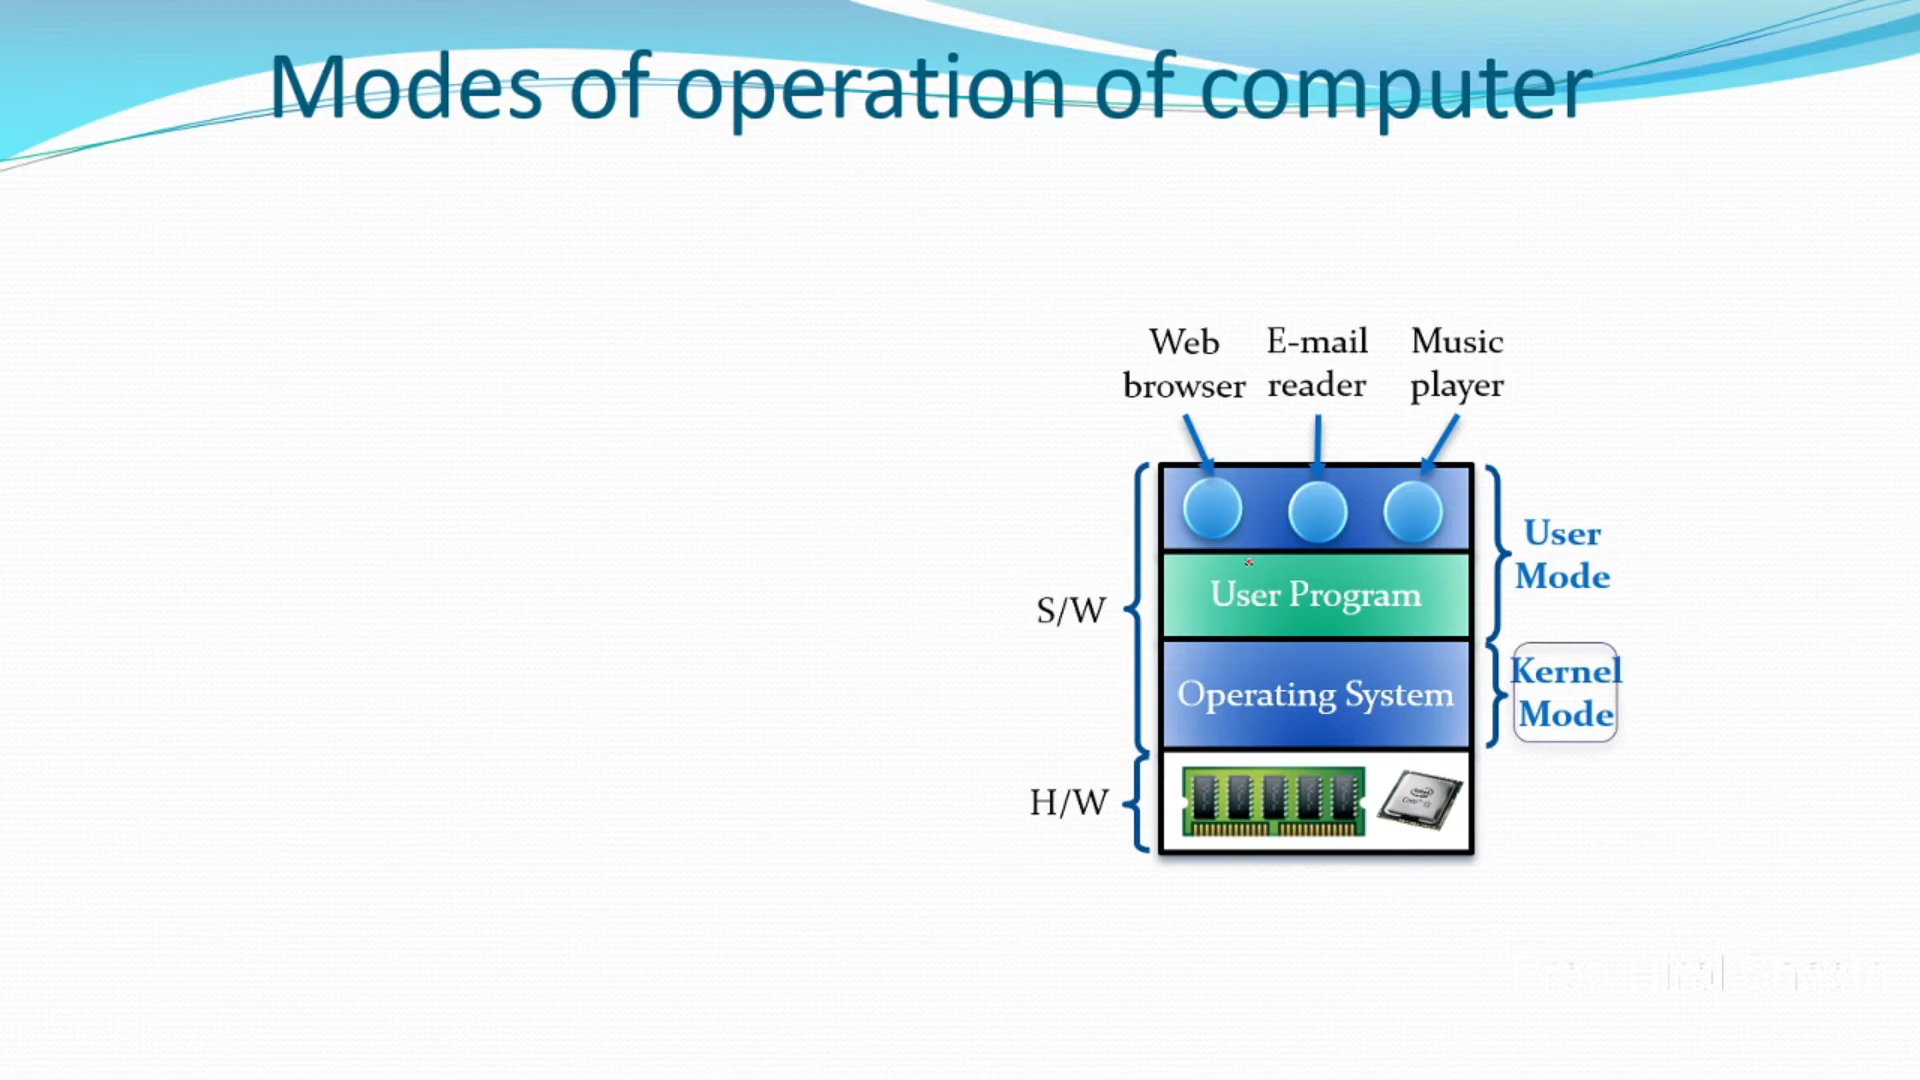 Modes of operation of computer
Web browser
E-mail reader
Music player
User Program
Operating System
S/W
H/W
User Mode
Kernel Mode